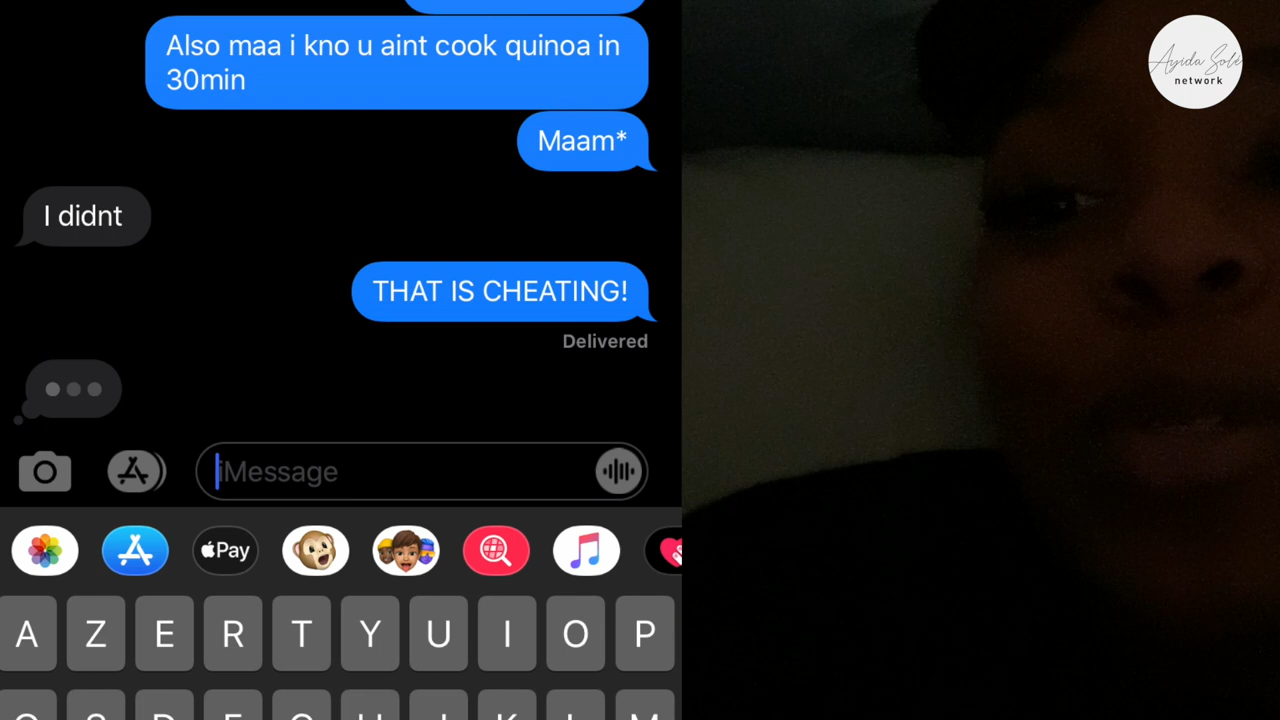 Also maa i kno u aint cook quinoa in
30min
Maam*
I didnt
THAT IS CHEATING!
Delivered
iMessage
Pay
A Z E R T Y U I O P
Ayida Solé
network